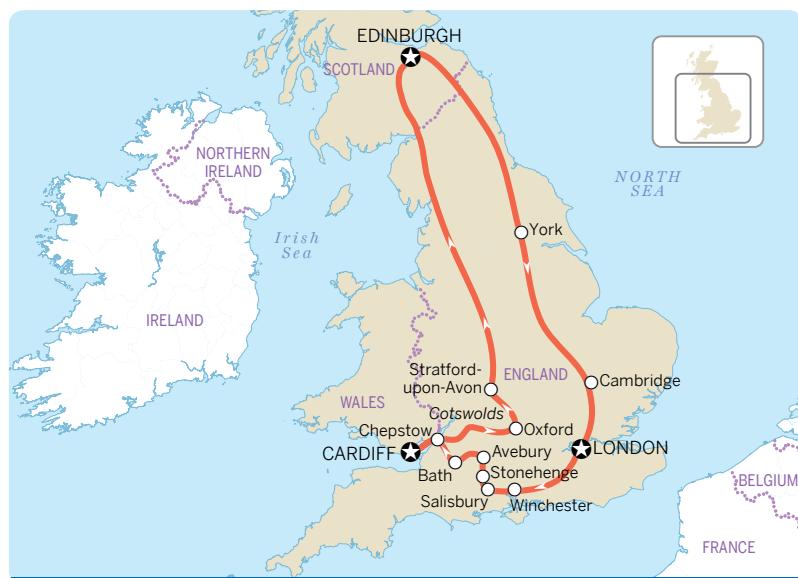 EDINBURGH
SCOTLAND
NORTHERN
IRELAND
NORTH
SEA
York
Irish
Sea
IRELAND
Stratford-
upon-Avon
ENGLAND
Cambridge
WALES
Cotswolds
Chepstow
Oxford
CARDIFF
Avebury
LONDON
Bath
Stonehenge
Salisbury
Winchester
BELGIUM
FRANCE